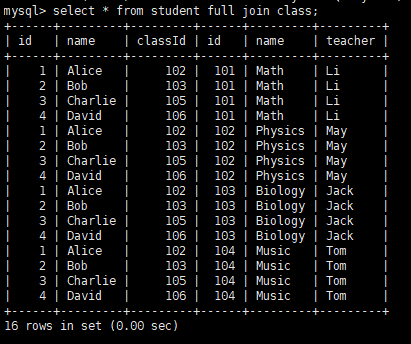 mysql> select * from student full join class;
+------+---------+---------+------+---------+---------+
| id   | name    | classId | id   | name    | teacher |
+------+---------+---------+------+---------+---------+
|    1 | Alice   |     102 |  101 | Math    | Li      |
|    2 | Bob     |     103 |  101 | Math    | Li      |
|    3 | Charlie |     105 |  101 | Math    | Li      |
|    4 | David   |     106 |  101 | Math    | Li      |
|    1 | Alice   |     102 |  102 | Physics | May     |
|    2 | Bob     |     103 |  102 | Physics | May     |
|    3 | Charlie |     105 |  102 | Physics | May     |
|    4 | David   |     106 |  102 | Physics | May     |
|    1 | Alice   |     102 |  103 | Biology | Jack    |
|    2 | Bob     |     103 |  103 | Biology | Jack    |
|    3 | Charlie |     105 |  103 | Biology | Jack    |
|    4 | David   |     106 |  103 | Biology | Jack    |
|    1 | Alice   |     102 |  104 | Music   | Tom     |
|    2 | Bob     |     103 |  104 | Music   | Tom     |
|    3 | Charlie |     105 |  104 | Music   | Tom     |
|    4 | David   |     106 |  104 | Music   | Tom     |
+------+---------+---------+------+---------+---------+
16 rows in set (0.00 sec)